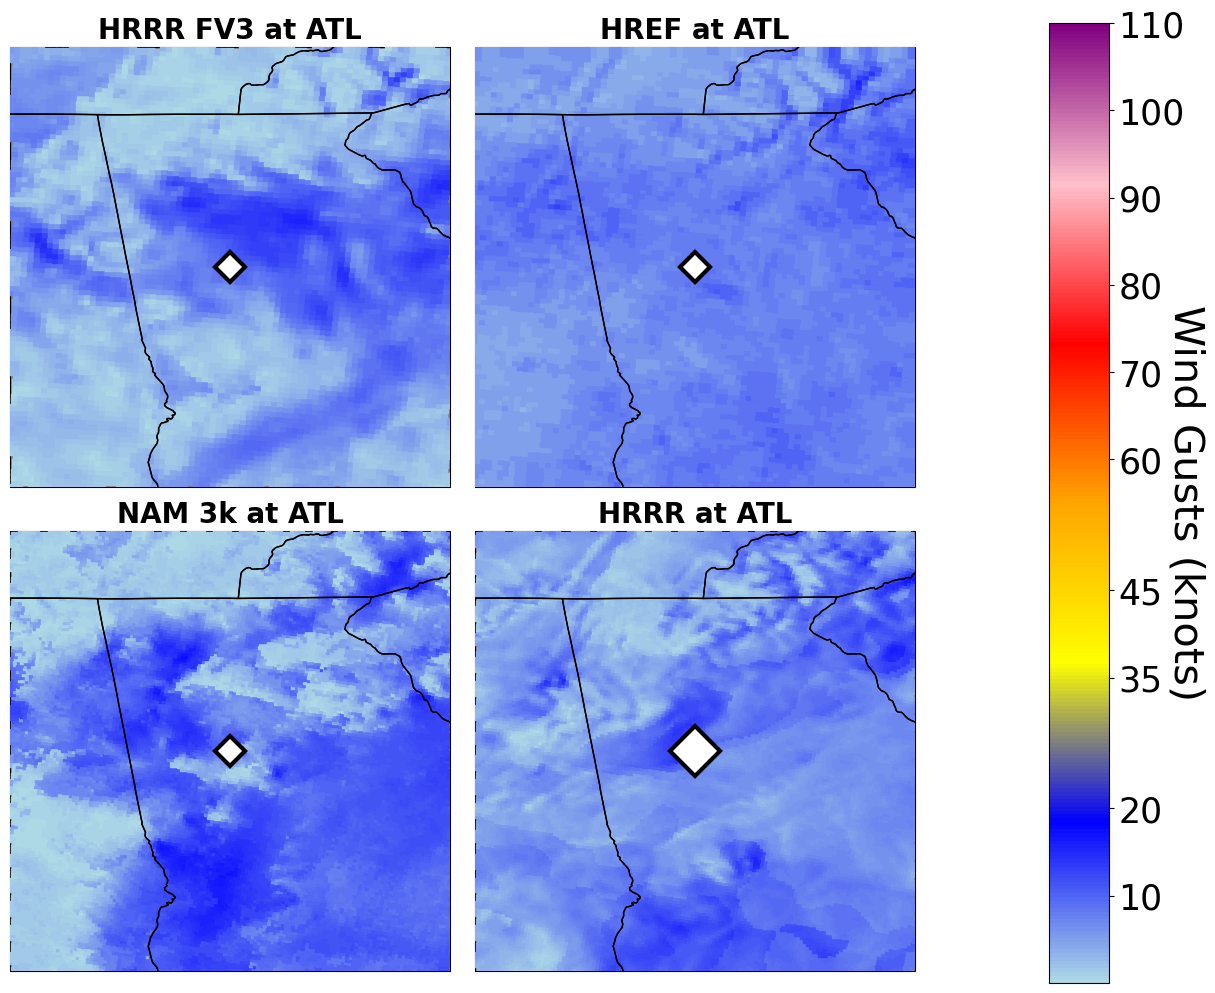 HRRR FV3 at ATL
HREF at ATL
NAM 3k at ATL
HRRR at ATL
110
100
90
80
70
60
45
35
20
10
Wind Gusts (knots)